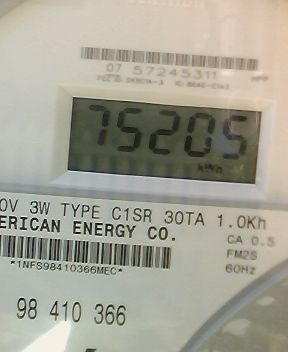 07 57245311
75205
kWh
0V 3W TYPE C1SR 30TA 1.0Kh
ERICAN ENERGY CO.
CA 0.5
*1NFS98410366MEC*
FM2S
60Hz
98 410 366